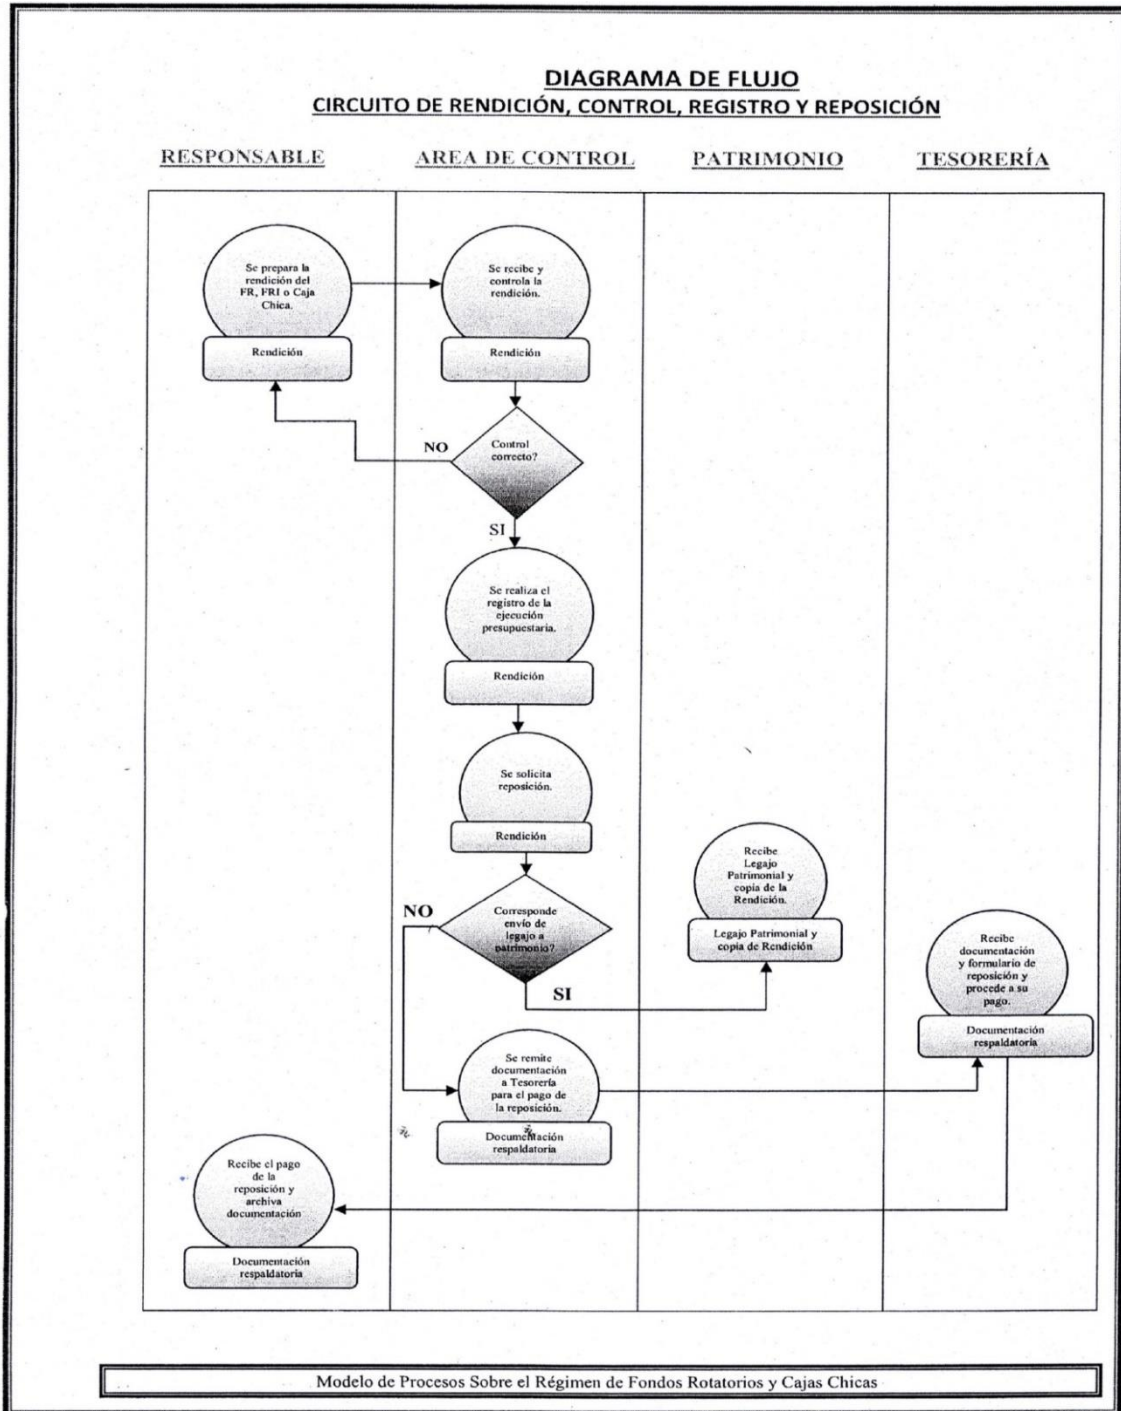 DIAGRAMA DE FLUJO
CIRCUITO DE RENDICIÓN, CONTROL, REGISTRO Y REPOSICIÓN
RESPONSABLE
AREA DE CONTROL
PATRIMONIO
TESORERÍA
Se prepara la
rendición del
FR, FRI o Caja
Chica.
Rendición
Se recibe y
controla la
rendición.
Rendición
NO
Control
correcto?
SI
Se realiza el
registro de la
ejecución
presupuestaria.
Rendición
Se solicita
reposición.
Rendición
NO
Corresponde
envío de
legajo a
patrimonio?
SI
Recibe
Legajo
Patrimonial y
copia de la
Rendición.
Legajo Patrimonial y
copia de Rendición
Recibe
documentación
y formulario de
reposición y
procede a su
pago.
Documentación
respaldatoria
Se remite
documentación
a Tesorería
para el pago de
la reposición.
Documentación
respaldatoria
Recibe el pago
de la
reposición y
archiva
documentación
Documentación
respaldatoria
Modelo de Procesos Sobre el Régimen de Fondos Rotatorios y Cajas Chicas